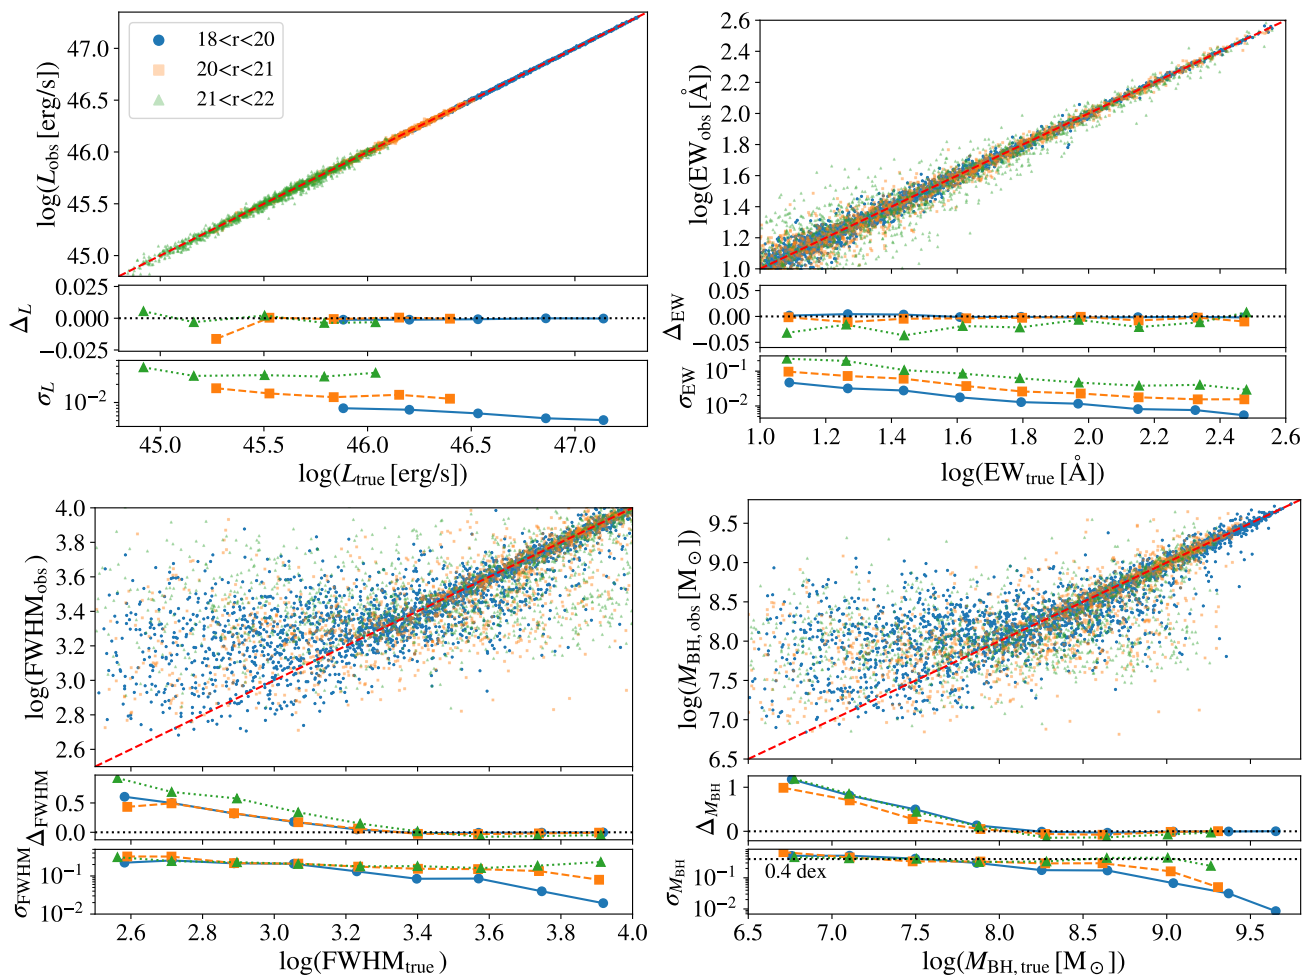 18<r<20
20<r<21
21<r<22
log(L_obs [erg/s])
47.0
46.5
46.0
45.5
45.0
Δ_L
0.025
0.000
−0.025
σ_L
10⁻²
45.0 45.5 46.0 46.5 47.0
log(L_true [erg/s])
log(EW_obs [Å])
2.6
2.4
2.2
2.0
1.8
1.6
1.4
1.2
1.0
Δ_EW
0.05
0.00
−0.05
σ_EW
10⁻¹
10⁻²
1.0 1.2 1.4 1.6 1.8 2.0 2.2 2.4 2.6
log(EW_true [Å])
log(FWHM_obs)
4.0
3.8
3.6
3.4
3.2
3.0
2.8
2.6
Δ_FWHM
0.5
0.0
σ_FWHM
10⁻¹
10⁻²
2.6 2.8 3.0 3.2 3.4 3.6 3.8 4.0
log(FWHM_true)
log(M_BH, obs [M_⊙])
9.5
9.0
8.5
8.0
7.5
7.0
6.5
Δ_M_BH
1
0
σ_M_BH
10⁻¹
10⁻²
0.4 dex
6.5 7.0 7.5 8.0 8.5 9.0 9.5
log(M_BH, true [M_⊙])